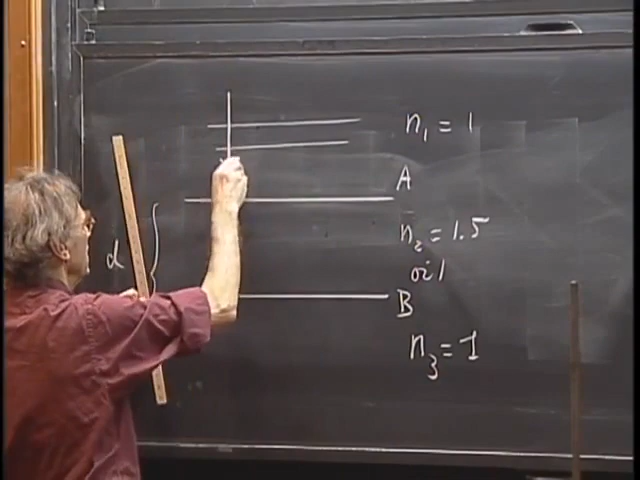 n₁ = 1
A
n₂ = 1.5
d
oil
B
n₃ = 1